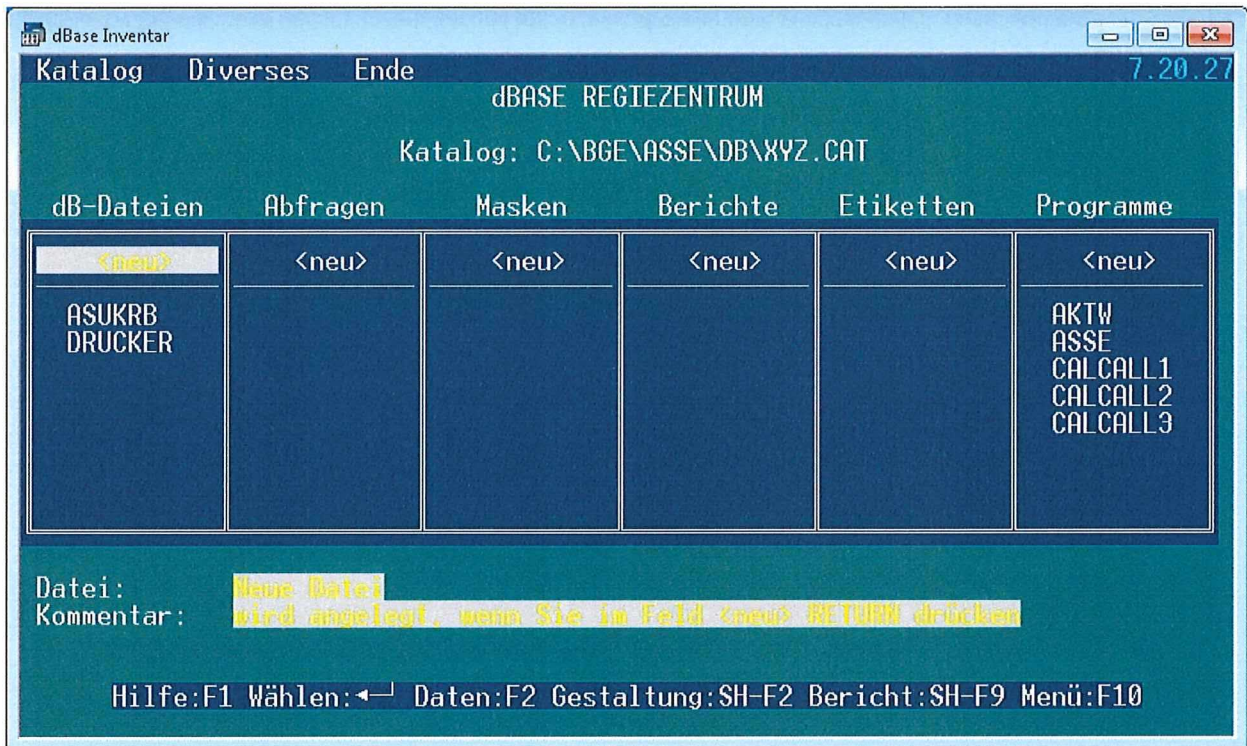 dBase Inventar
Katalog Diverses Ende 7.20.27
dBASE REGIEZENTRUM
Katalog: C:\BGE\ASSE\DB\XYZ.CAT
dB-Dateien Abfragen Masken Berichte Etiketten Programme
<neu> <neu> <neu> <neu> <neu> <neu>
ASUKRB AKTW
DRUCKER ASSE
CALCALL1
CALCALL2
CALCALL3
Datei: Neue Datei
Kommentar: wird angelegt, wenn Sie im Feld <neu> RETURN drücken
Hilfe:F1 Wählen:◄─┘ Daten:F2 Gestaltung:SH-F2 Bericht:SH-F9 Menü:F10